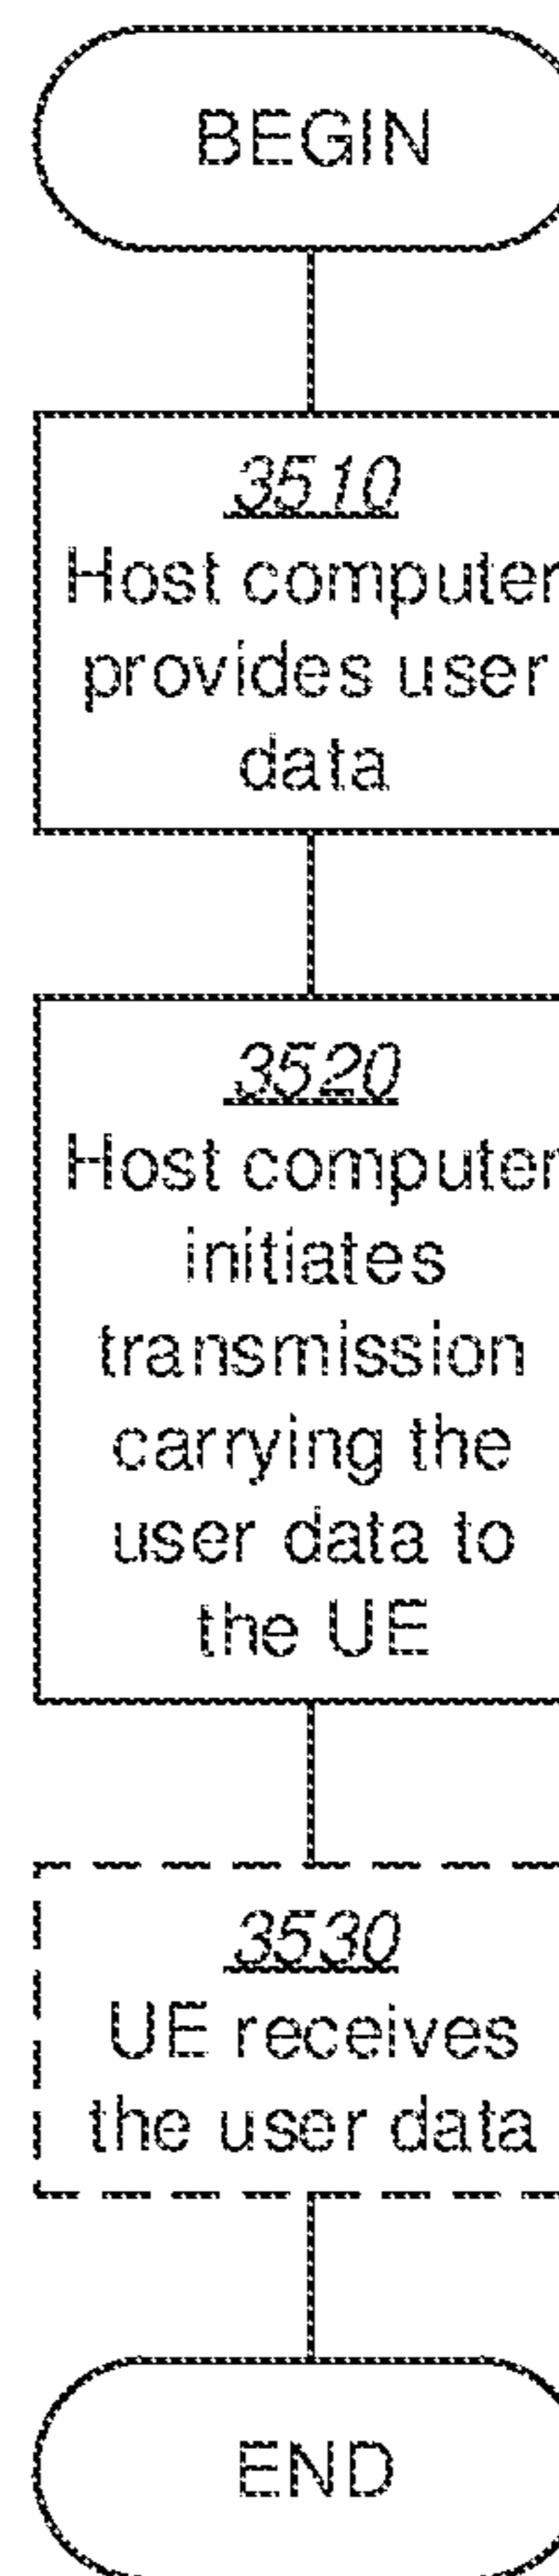 BEGIN
3510
Host computer
provides user
data
3520
Host computer
initiates
transmission
carrying the
user data to
the UE
3530
UE receives
the user data
END